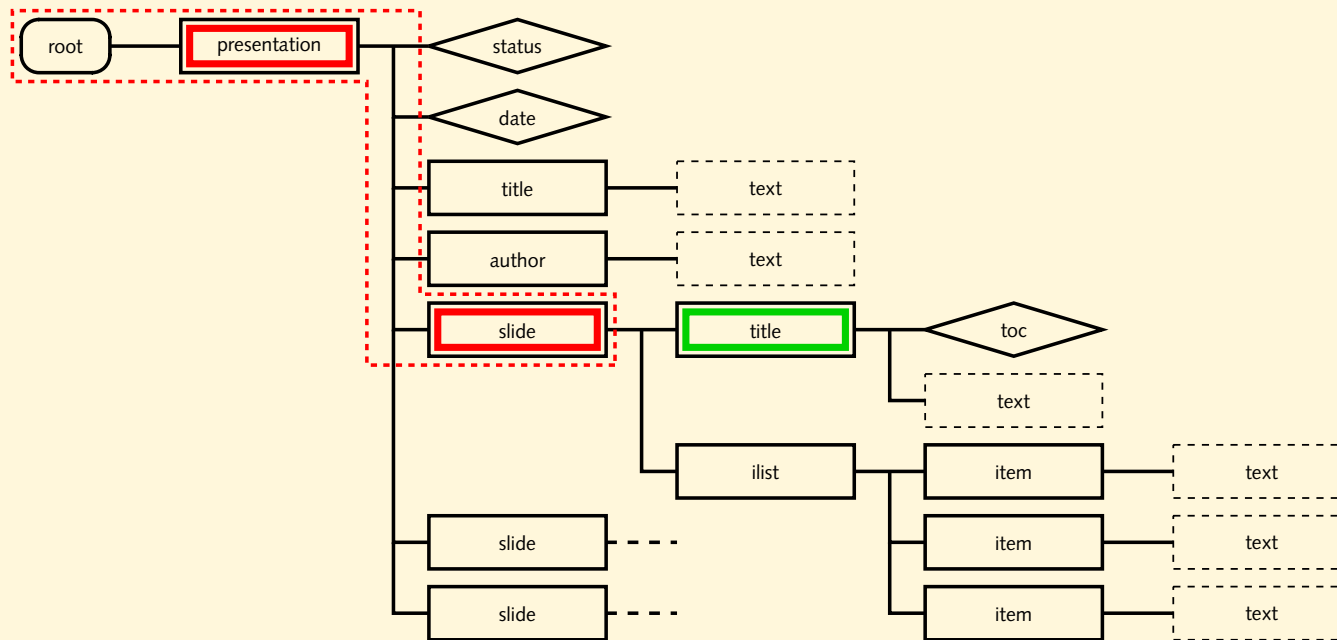 root presentation status
date
title text
author text
slide title toc
text
ilist item text
slide item text
slide item text